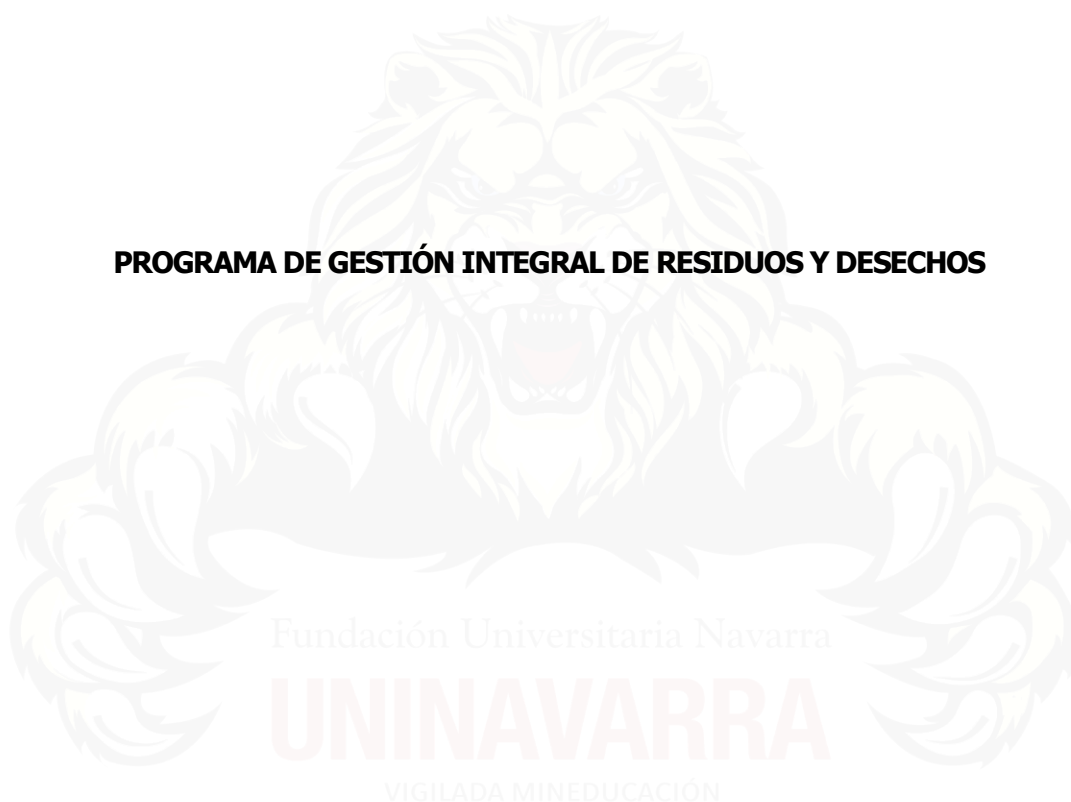 PROGRAMA DE GESTIÓN INTEGRAL DE RESIDUOS Y DESECHOS
Fundación Universitaria Navarra
UNINAVARRA
VIGILADA MINEDUCACIÓN